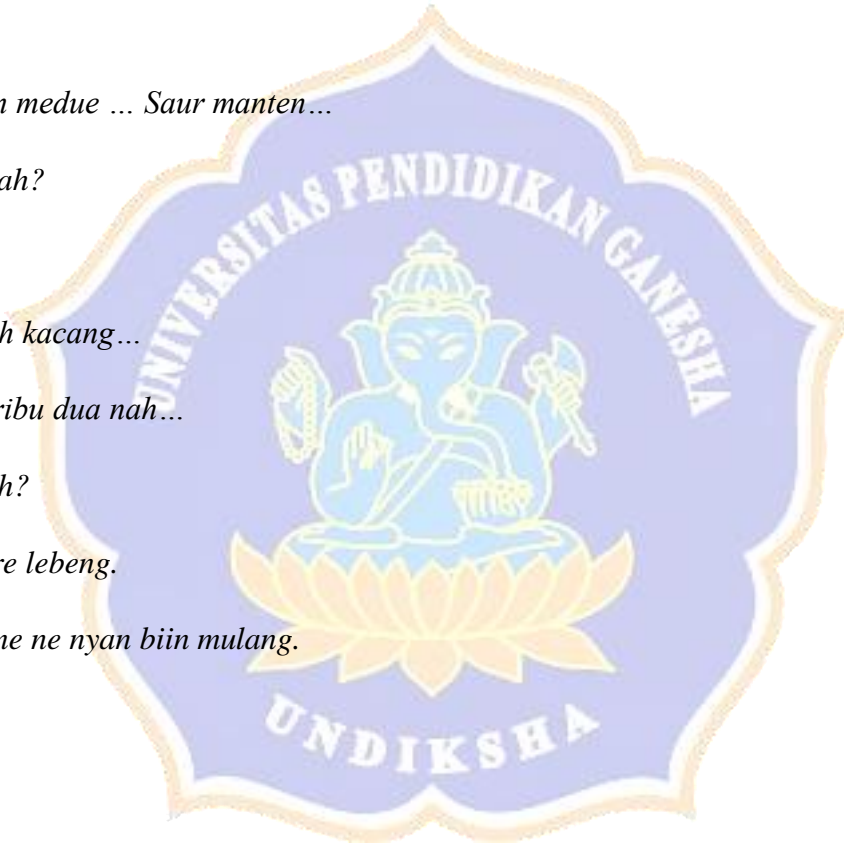 medue … Saur manten…
ah?
h kacang…
ribu dua nah…
h?
re lebeng.
ne ne nyan biin mulang.
UNIVERSITAS PENDIDIKAN GANESHA
UNDIKSHA